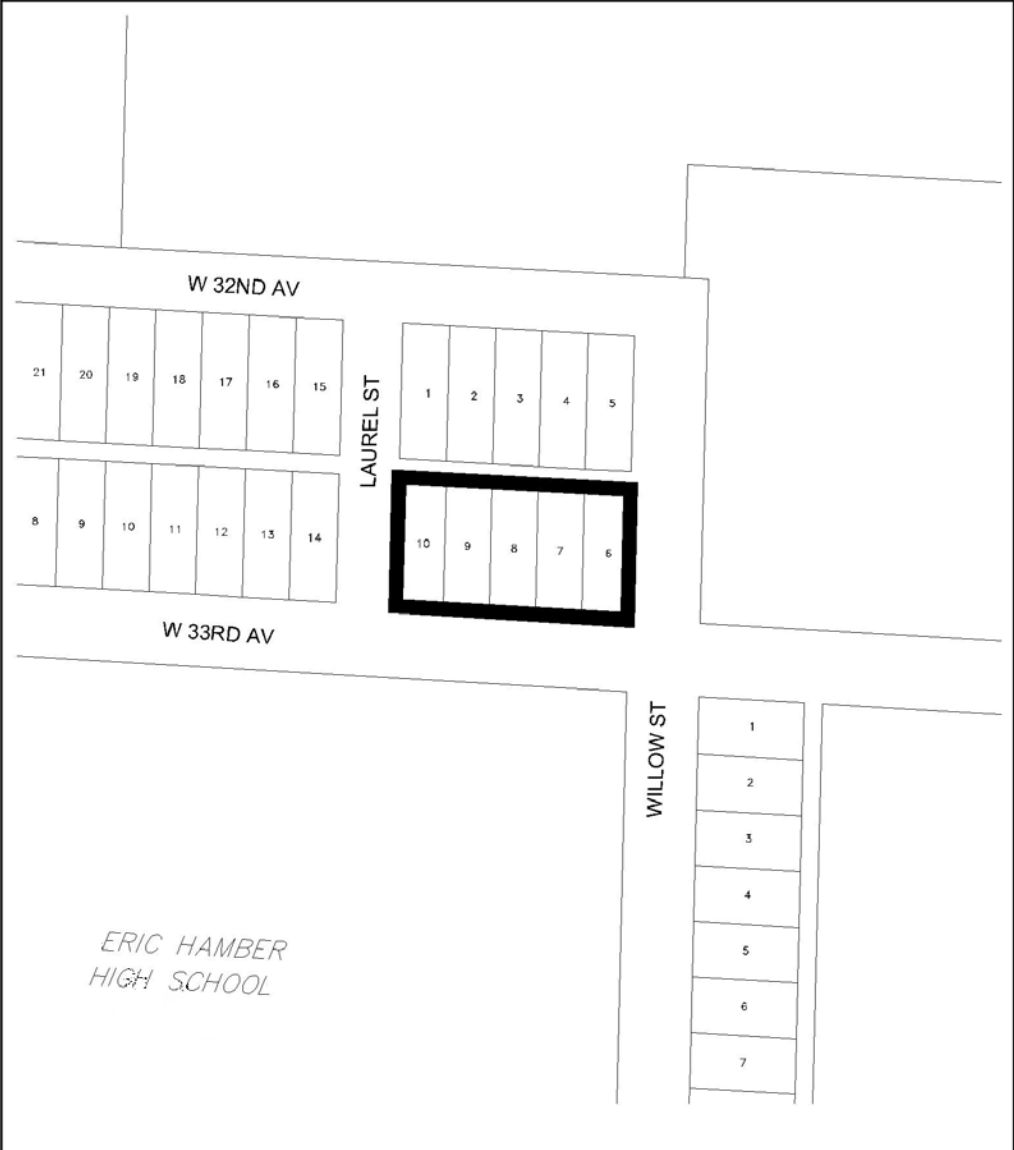 W 32ND AV
21 20 19 18 17 16 15
LAUREL ST
1 2 3 4 5
8 9 10 11 12 13 14
10 9 8 7 6
W 33RD AV
WILLOW ST
1
2
3
4
5
6
7
ERIC HAMBER
HIGH SCHOOL